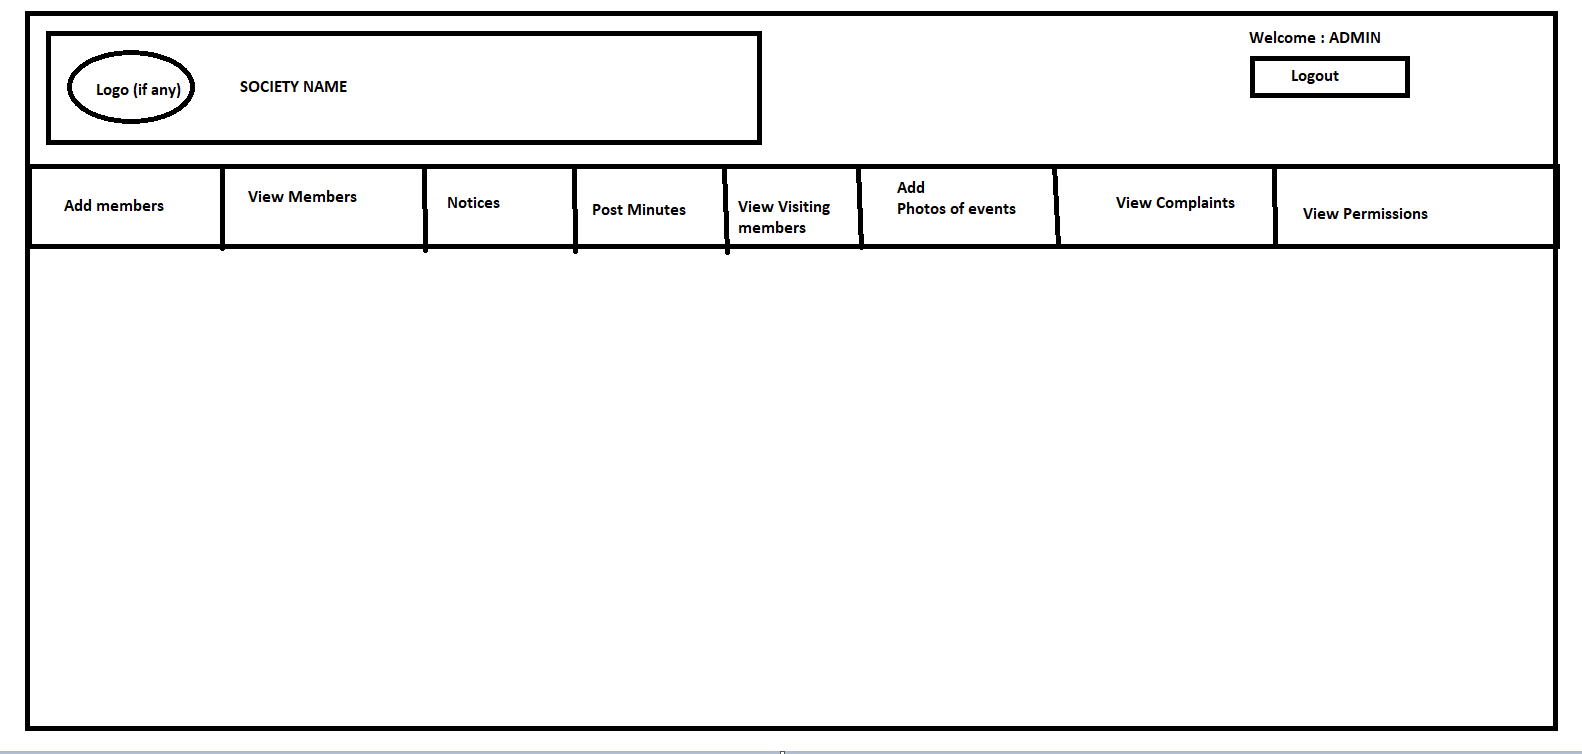 Welcome : ADMIN
Logo (if any)
SOCIETY NAME
Logout
Add members
View Members
Notices
Post Minutes
View Visiting
members
Add
Photos of events
View Complaints
View Permissions